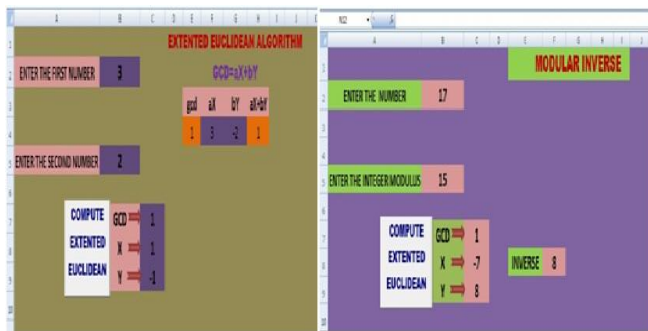 EXTENTED EUCLIDEAN ALGORITHM
ENTER THE FIRST NUMBER 3
GCD=aX+bY
gcd aX bY aX+bY
1 3 -2 1
ENTER THE SECOND NUMBER 2
COMPUTE EXTENTED EUCLIDEAN
GCD 1
X 1
Y -1
MODULAR INVERSE
ENTER THE NUMBER 17
ENTER THE INTEGER MODULUS 15
COMPUTE EXTENTED EUCLIDEAN
GCD 1
X -7
Y 8
INVERSE 8